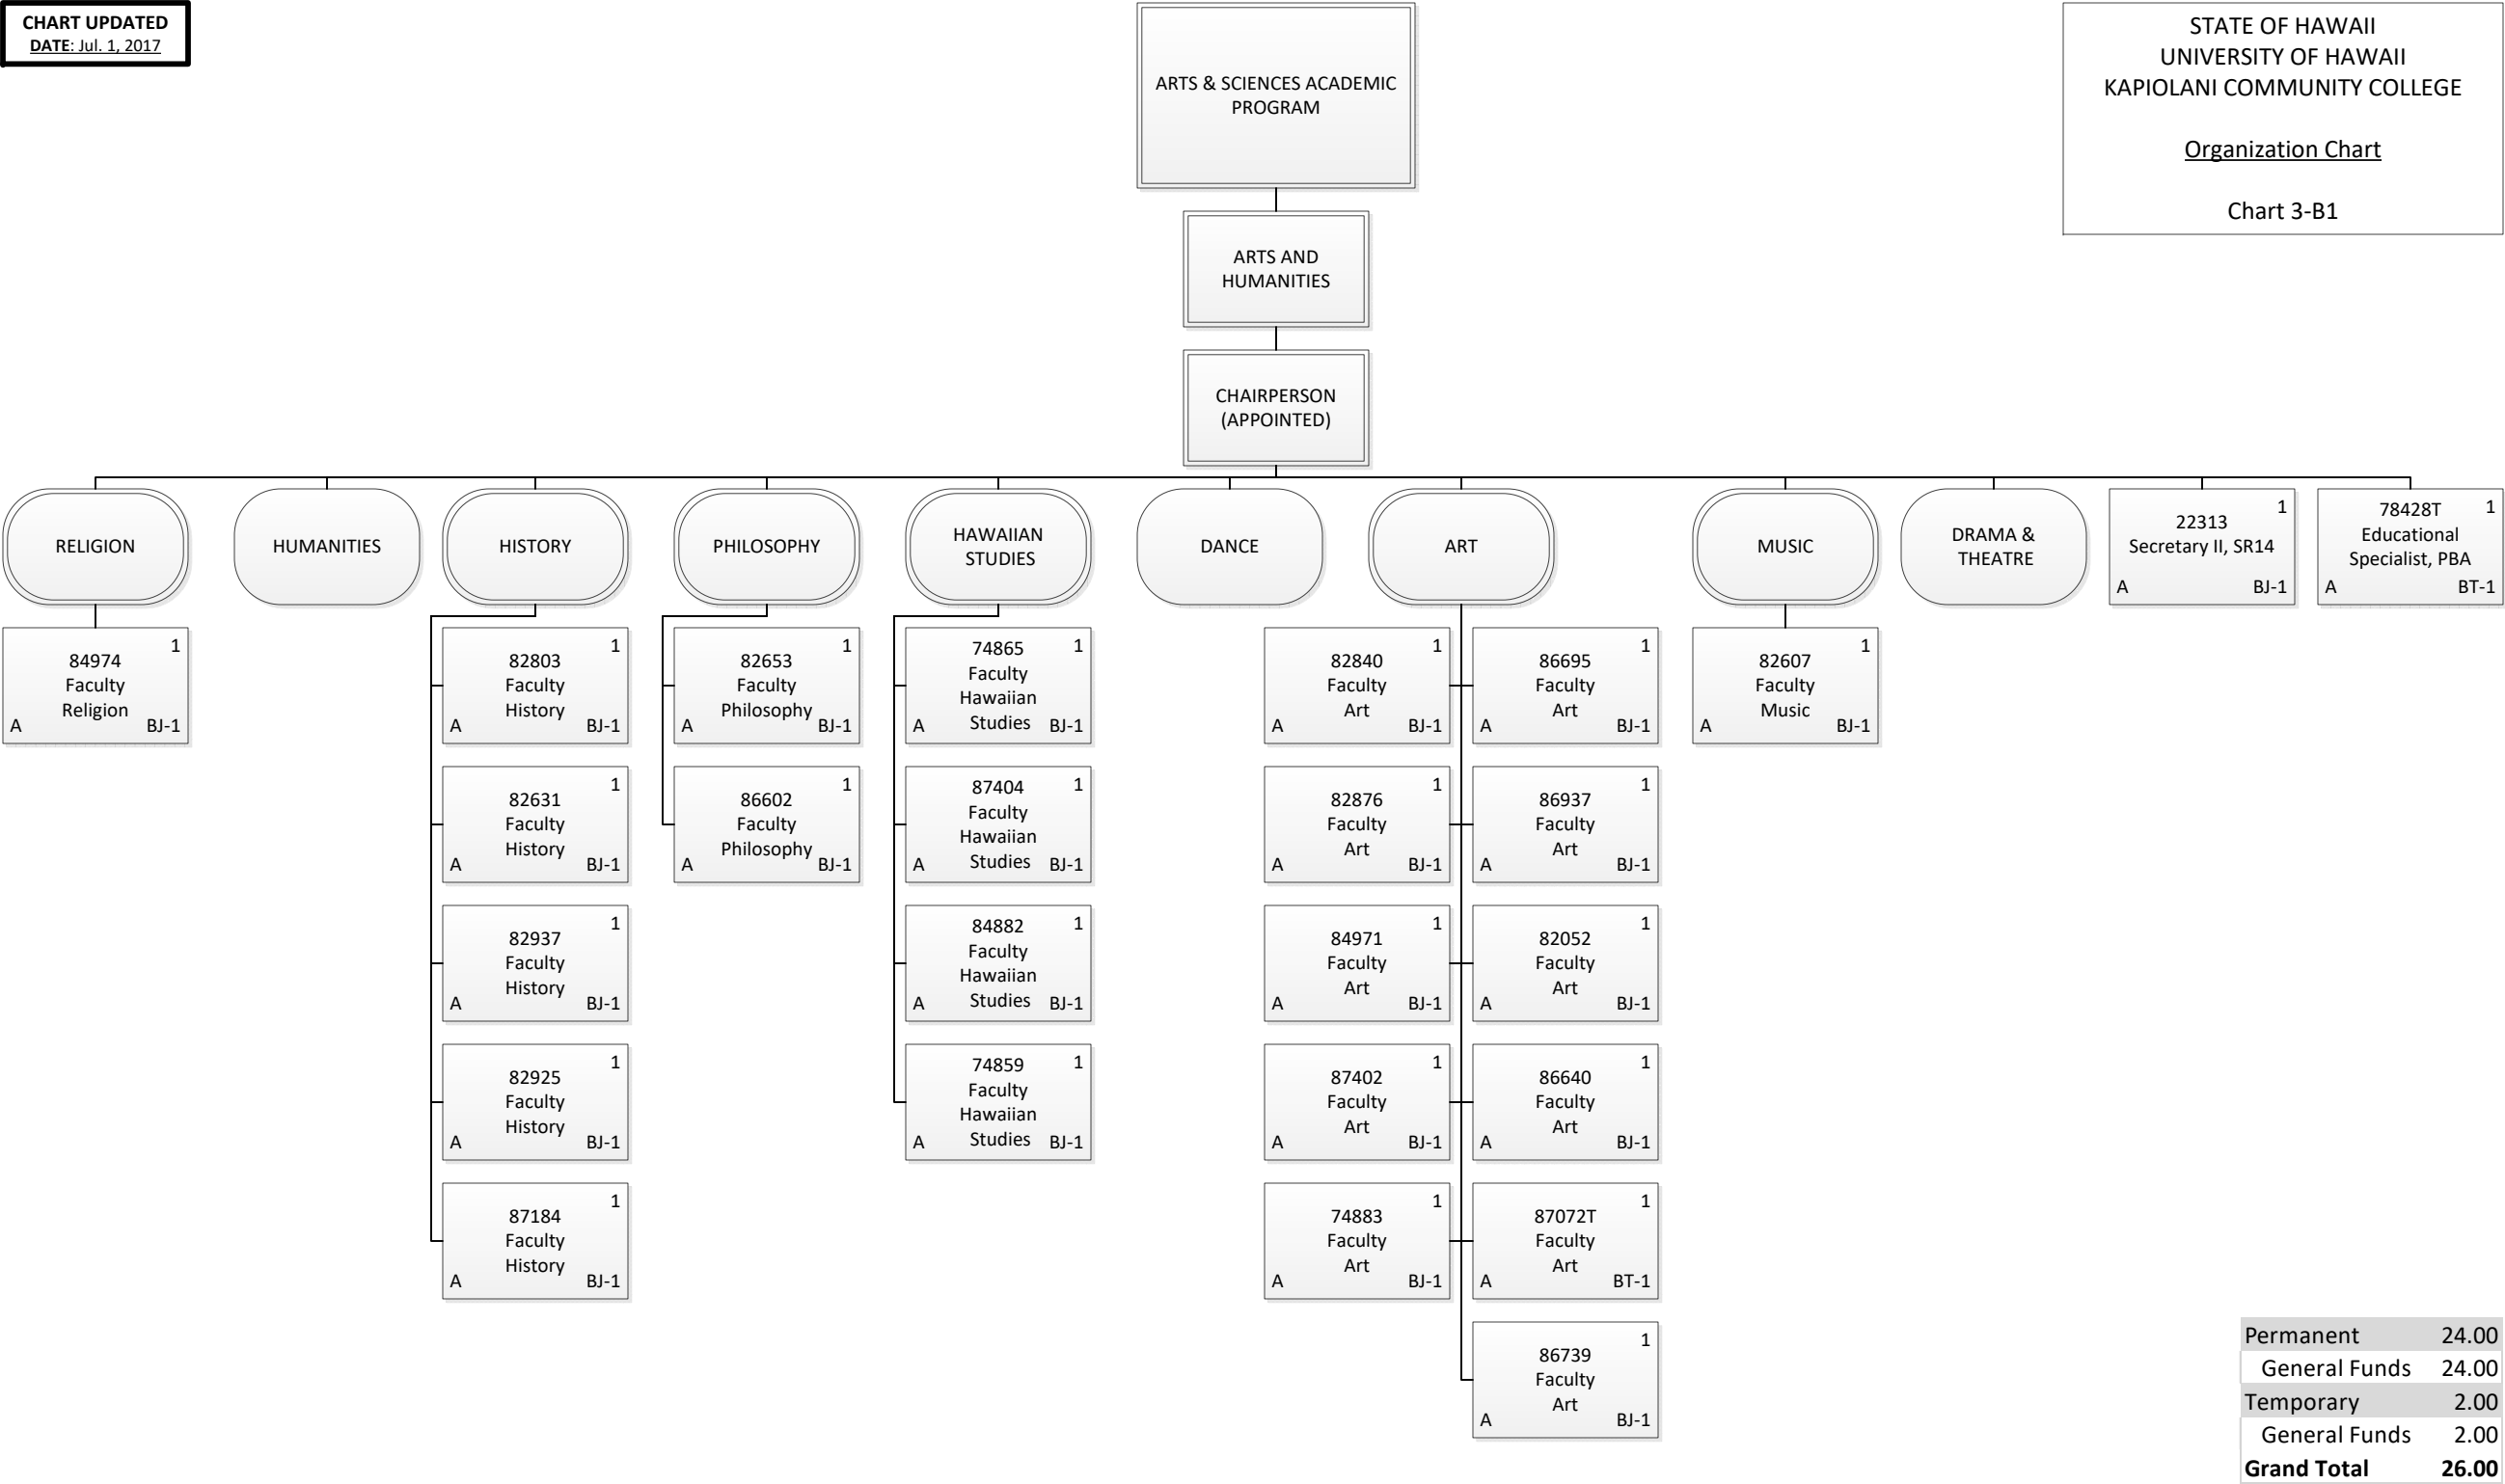 CHART UPDATED
DATE: Jul. 1, 2017
STATE OF HAWAII
UNIVERSITY OF HAWAII
KAPIOLANI COMMUNITY COLLEGE
Organization Chart
Chart 3-B1
ARTS & SCIENCES ACADEMIC
PROGRAM
ARTS AND
HUMANITIES
CHAIRPERSON
(APPOINTED)
RELIGION
HUMANITIES
HISTORY
PHILOSOPHY
HAWAIIAN
STUDIES
DANCE
ART
MUSIC
DRAMA &
THEATRE
1
22313
Secretary II, SR14
A BJ-1
78428T 1
Educational
Specialist, PBA
A BT-1
1
84974
Faculty
Religion
A BJ-1
1
82803
Faculty
History
A BJ-1
1
82631
Faculty
History
A BJ-1
1
82937
Faculty
History
A BJ-1
1
82925
Faculty
History
A BJ-1
1
87184
Faculty
History
A BJ-1
1
82653
Faculty
Philosophy
A BJ-1
1
86602
Faculty
Philosophy
A BJ-1
74865 1
Faculty
Hawaiian
Studies
A BJ-1
87404 1
Faculty
Hawaiian
Studies
A BJ-1
84882 1
Faculty
Hawaiian
Studies
A BJ-1
74859 1
Faculty
Hawaiian
Studies
A BJ-1
1
82840
Faculty
Art
A BJ-1
1
82876
Faculty
Art
A BJ-1
1
84971
Faculty
Art
A BJ-1
1
87402
Faculty
Art
A BJ-1
1
74883
Faculty
Art
A BJ-1
1
86695
Faculty
Art
A BJ-1
1
86937
Faculty
Art
A BJ-1
1
82052
Faculty
Art
A BJ-1
1
86640
Faculty
Art
A BJ-1
1
87072T
Faculty
Art
A BT-1
1
86739
Faculty
Art
A BJ-1
1
82607
Faculty
Music
A BJ-1
Permanent 24.00
General Funds 24.00
Temporary 2.00
General Funds 2.00
Grand Total 26.00